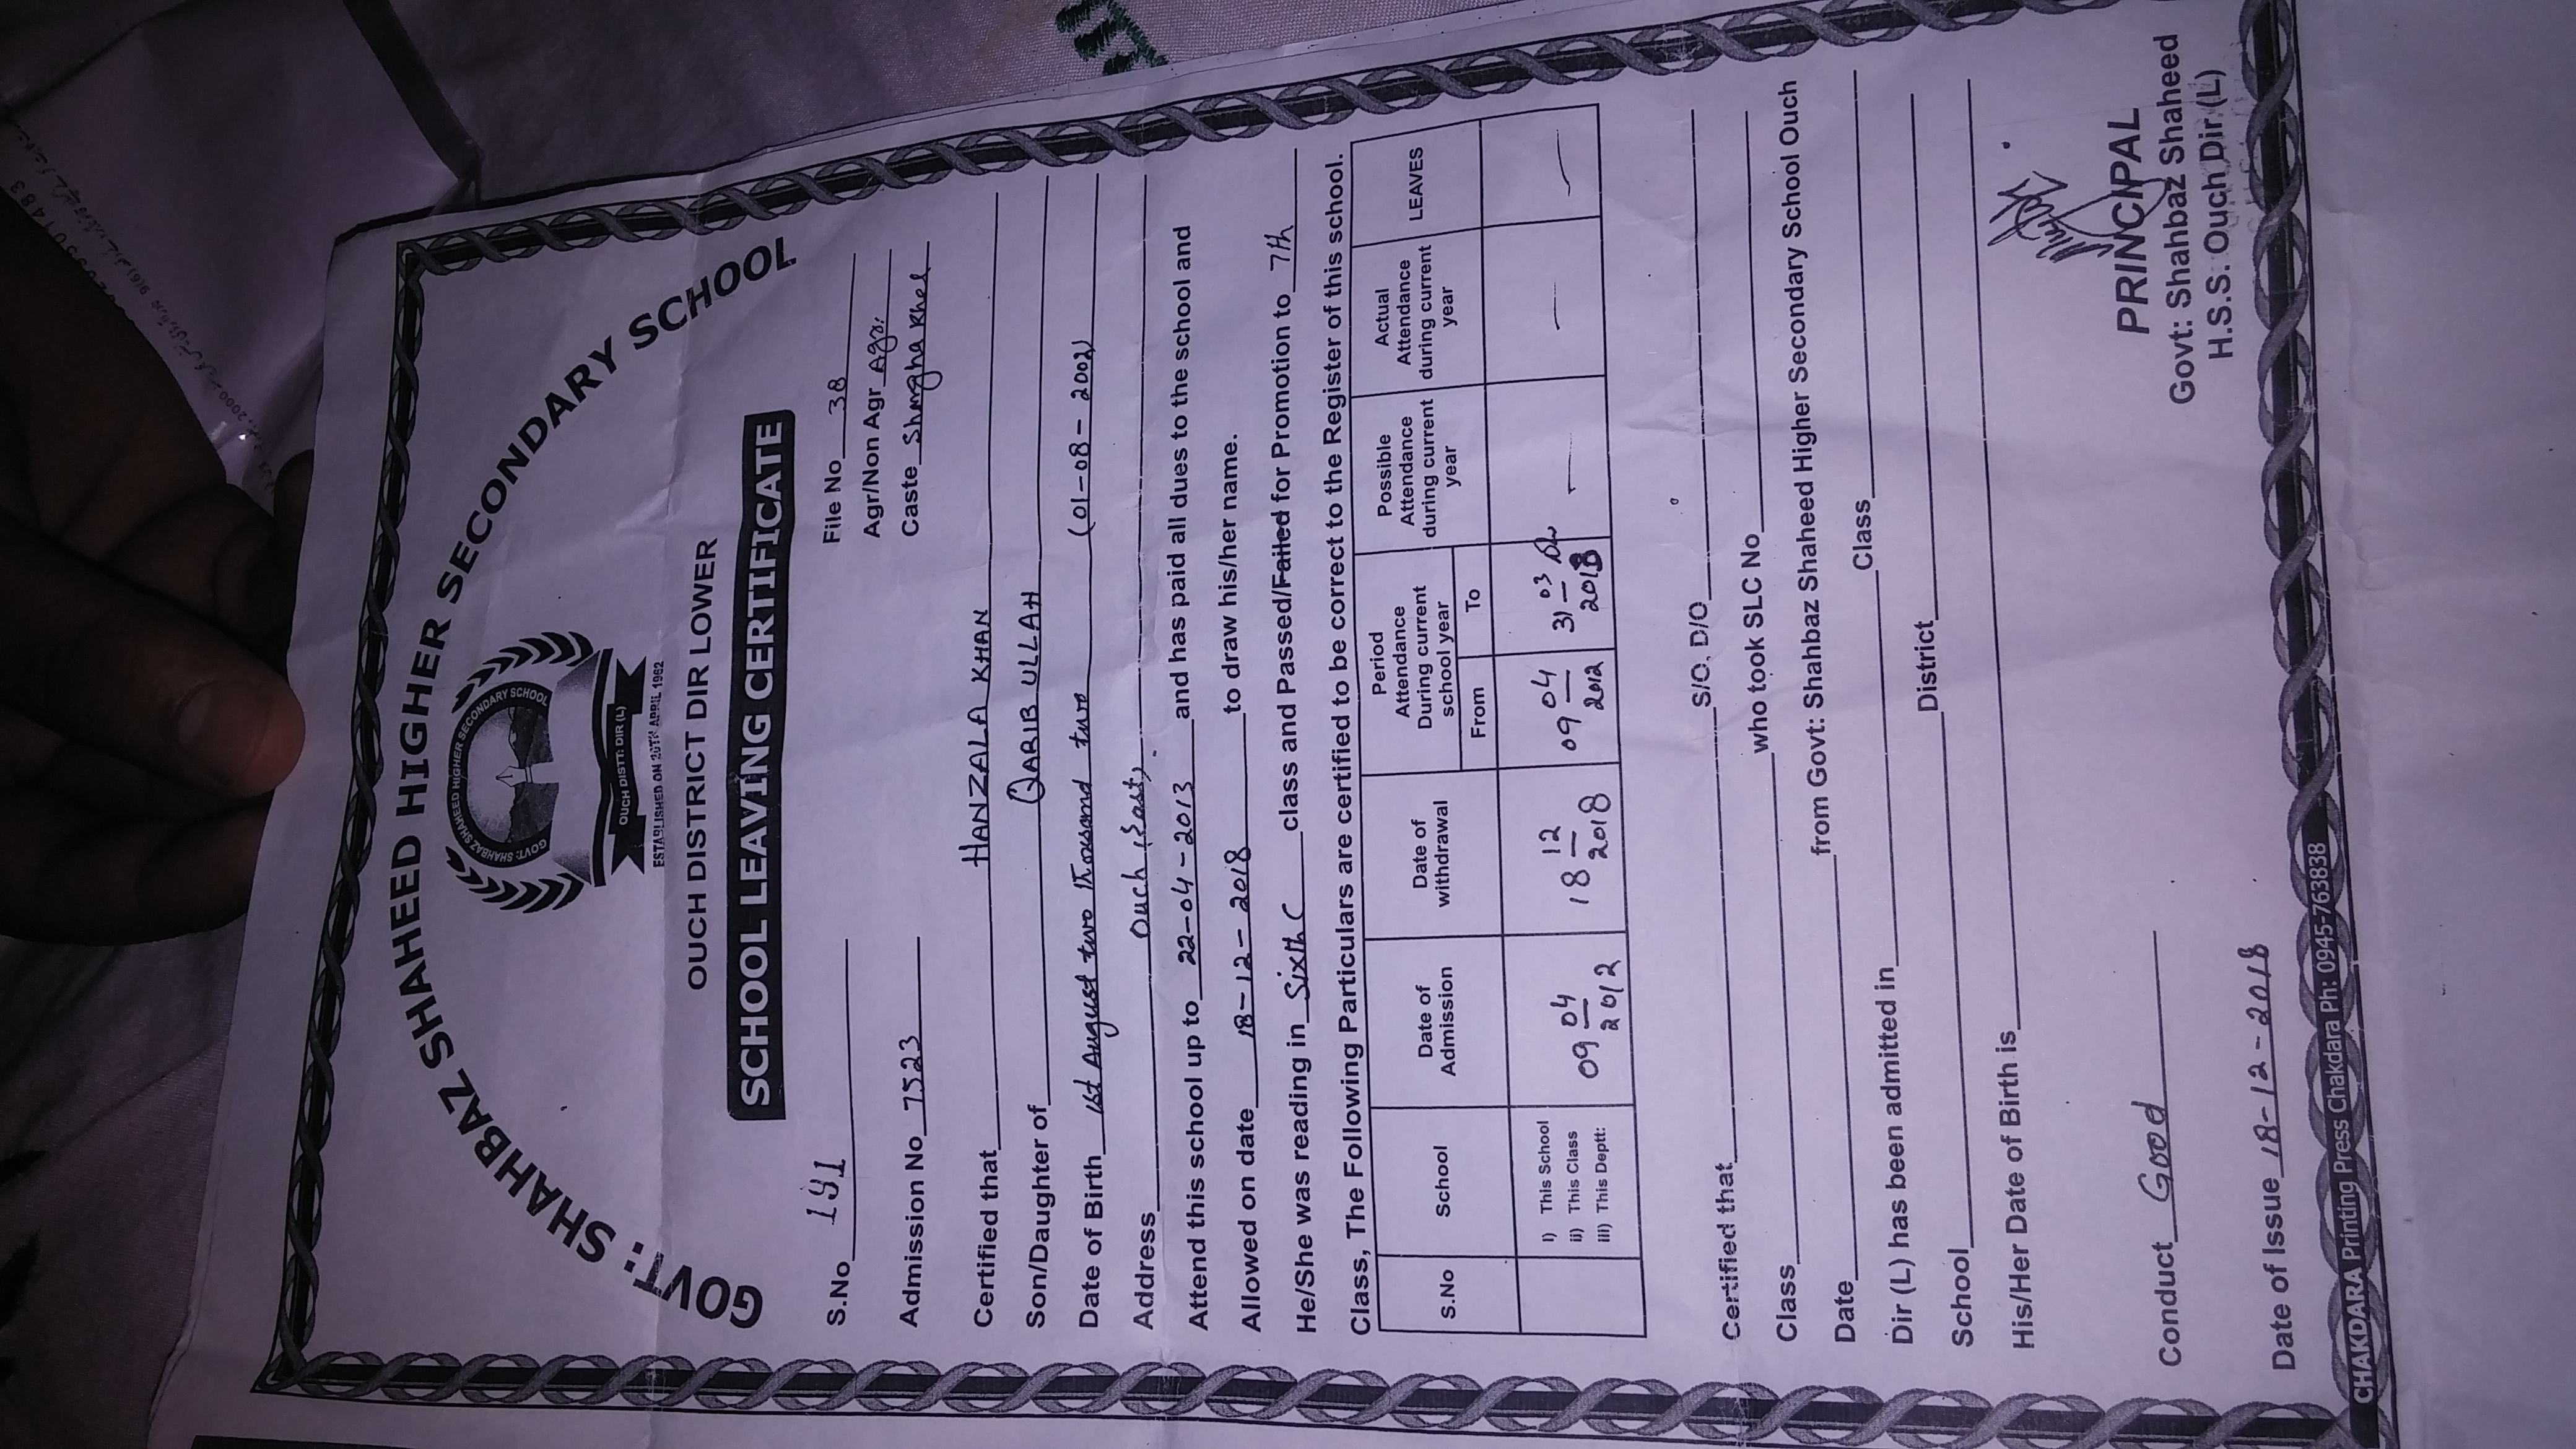 GOVT: SHAHBAZ SHAHEED HIGHER SECONDARY SCHOOL
GOVT: SHAHBAZ SHAHEED HIGHER SECONDARY SCHOOL
OUCH DISTT: DIR (L)
ESTABLISHED ON 20TH APRIL 1962
OUCH DISTRICT DIR LOWER
SCHOOL LEAVING CERTIFICATE
S.No 191 File No 38
Agr/Non Agr Agr:
Admission No 7523 Caste Shangha Khel
Certified that HANZALA KHAN
Son/Daughter of QARIB ULLAH
Date of Birth 1st August two thousand two (01-08-2002)
Address Ouch (East).
Attend this school up to 22-04-2013 and has paid all dues to the school and
Allowed on date 18-12-2018 to draw his/her name.
He/She was reading in Sixth C class and Passed/Failed for Promotion to 7th
Class, The Following Particulars are certified to be correct to the Register of this school.
S.No School Date of Admission Date of withdrawal Period Attendance During current school year From To Possible Attendance during current year Actual Attendance during current year LEAVES
i) This School
ii) This Class
iii) This Deptt:
09 04 2012 18 12 2018 09 04 2012 31 03 — — —
Certified that S/O, D/O
Class who took SLC No
Date from Govt: Shahbaz Shaheed Higher Secondary School Ouch
Dir (L) has been admitted in Class
School District
His/Her Date of Birth is
Conduct Good
PRINCIPAL
Govt: Shahbaz Shaheed
H.S.S. Ouch Dir (L)
Date of Issue 18-12-2018
CHAKDARA Printing Press Chakdara Ph: 0945-763838